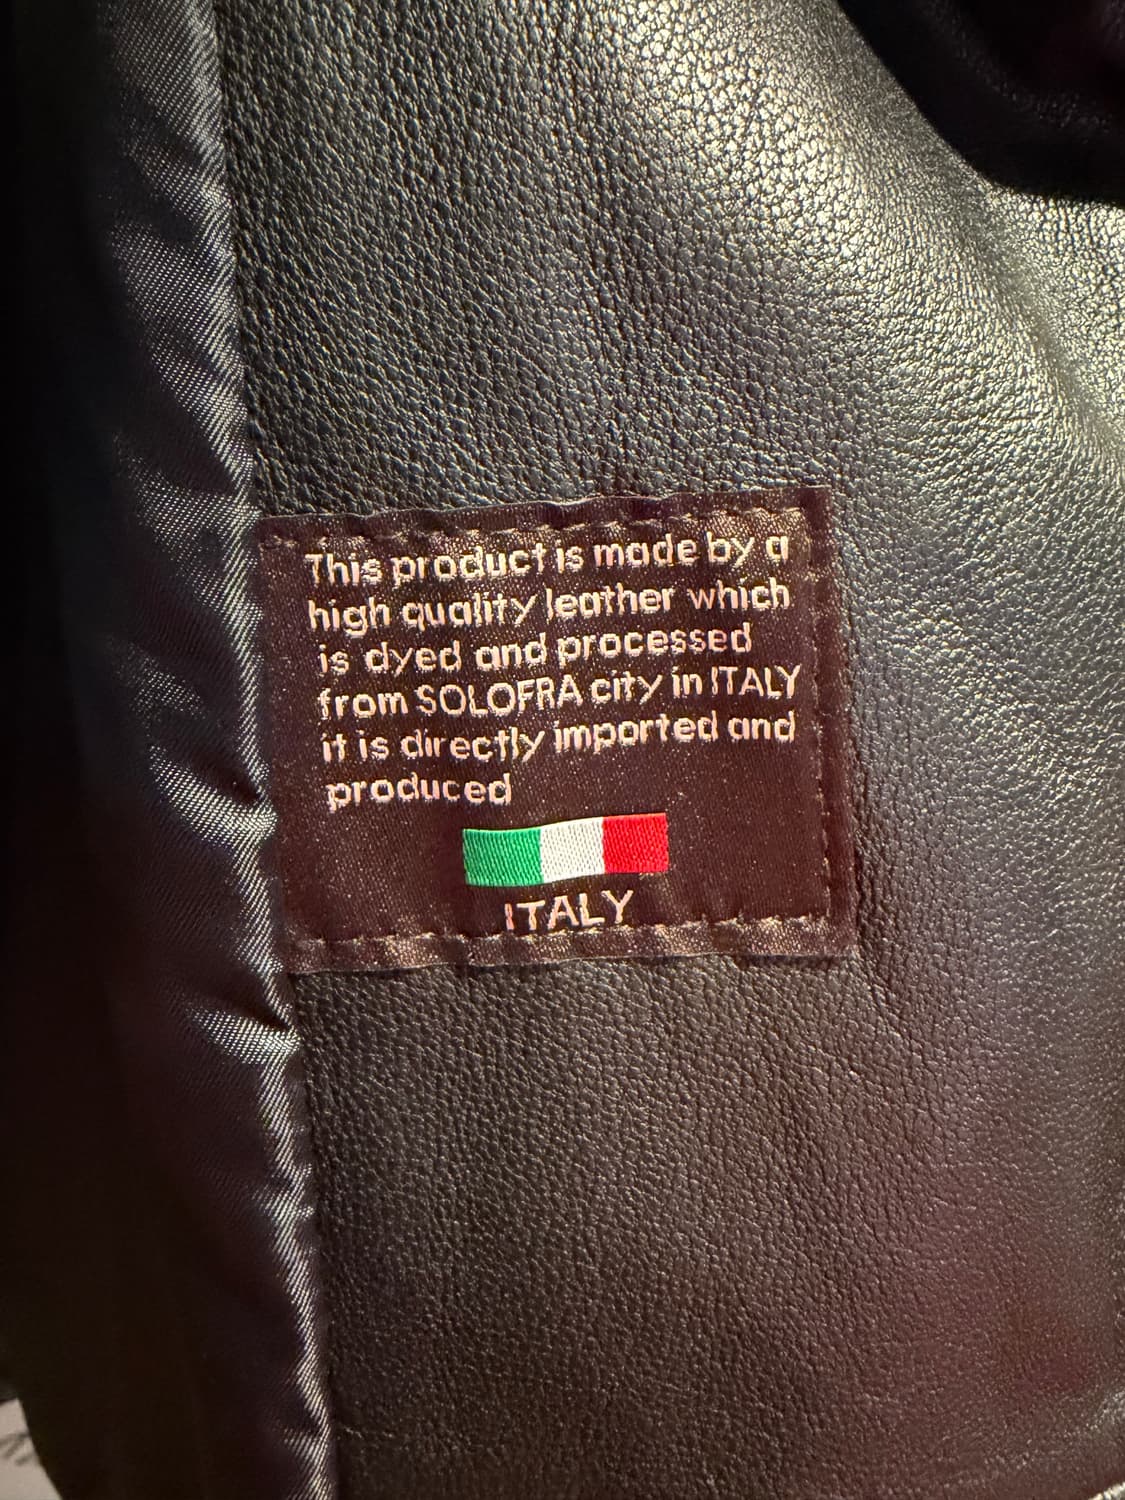 This product is made by a
high quality leather which
is dyed and processed
from SOLOFRA city in ITALY
it is directly imported and
produced
ITALY